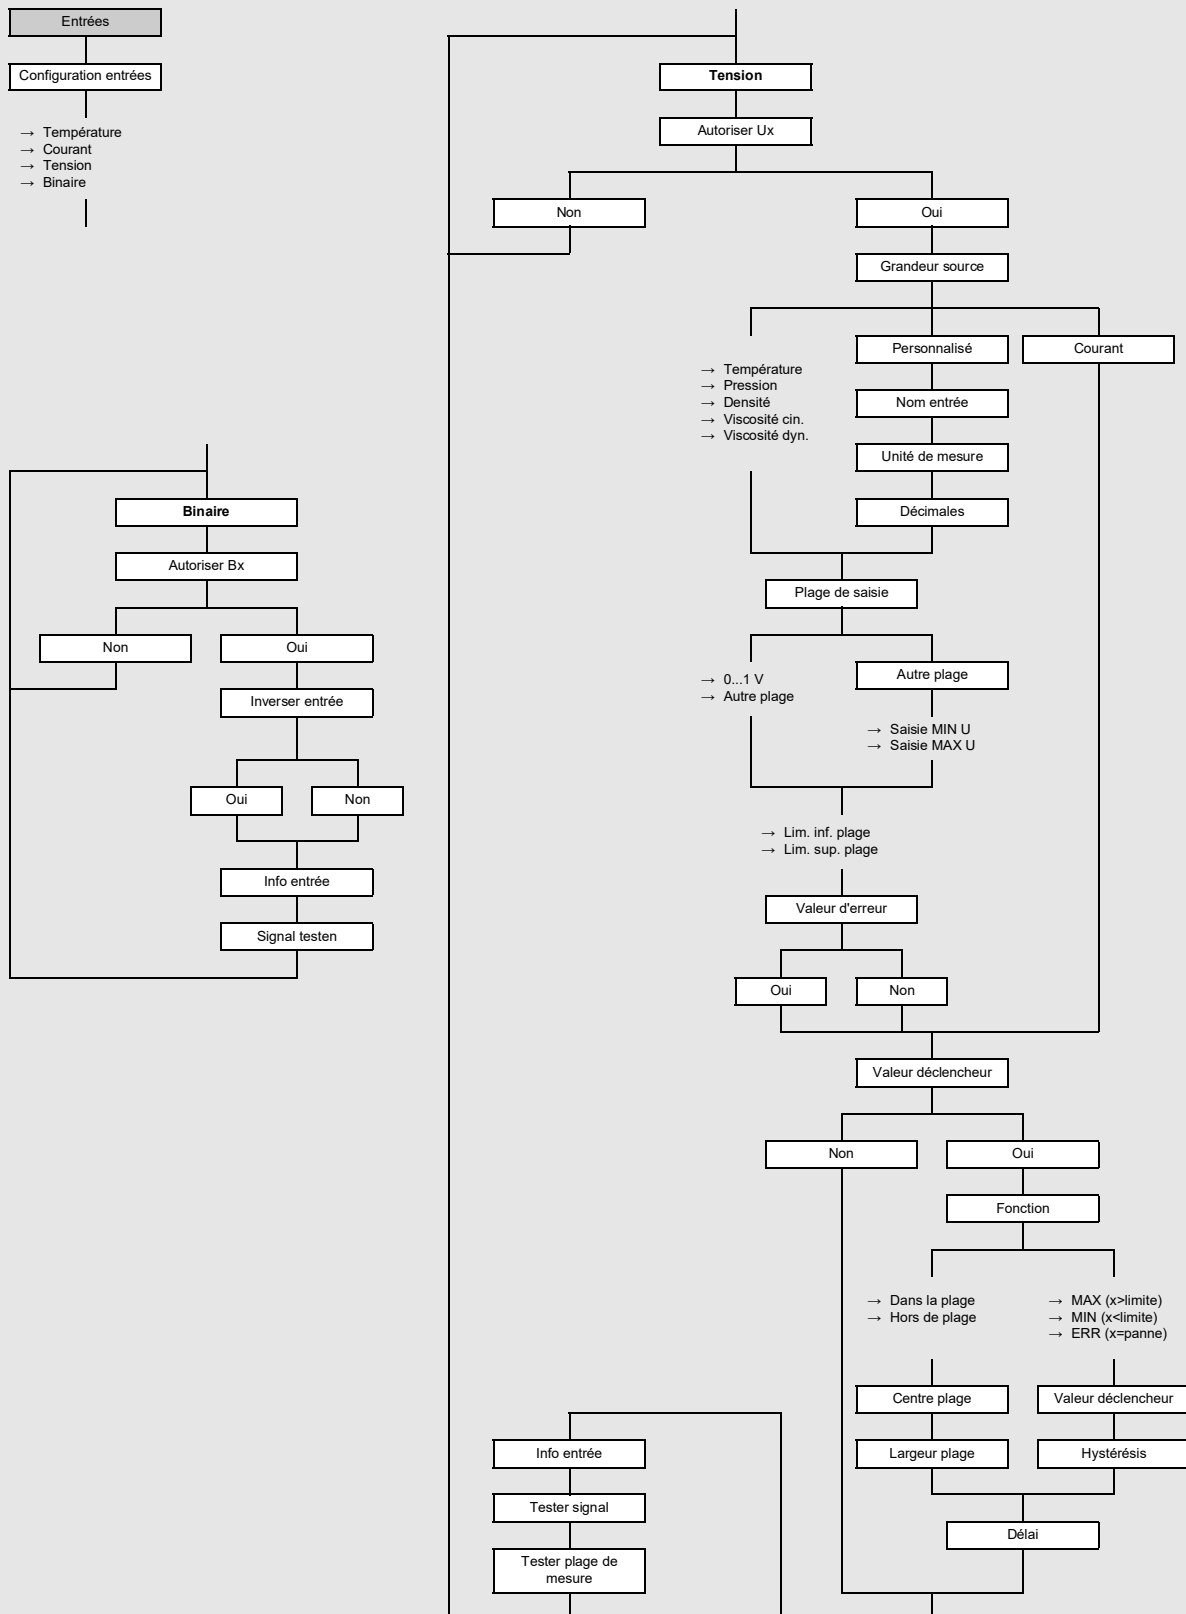 Entrées
Configuration entrées
→ Température
→ Courant
→ Tension
→ Binaire
Binaire
Autoriser Bx
Non
Oui
Inverser entrée
Oui
Non
Info entrée
Signal testen
Tension
Autoriser Ux
Non
Oui
Grandeur source
→ Température
→ Pression
→ Densité
→ Viscosité cin.
→ Viscosité dyn.
Personnalisé
Courant
Nom entrée
Unité de mesure
Décimales
Plage de saisie
→ 0...1 V
→ Autre plage
Autre plage
→ Saisie MIN U
→ Saisie MAX U
→ Lim. inf. plage
→ Lim. sup. plage
Valeur d'erreur
Oui
Non
Valeur déclencheur
Non
Oui
Fonction
→ Dans la plage
→ Hors de plage
→ MAX (x>limite)
→ MIN (x<limite)
→ ERR (x=panne)
Centre plage
Valeur déclencheur
Largeur plage
Hystérésis
Délai
Info entrée
Tester signal
Tester plage de
mesure